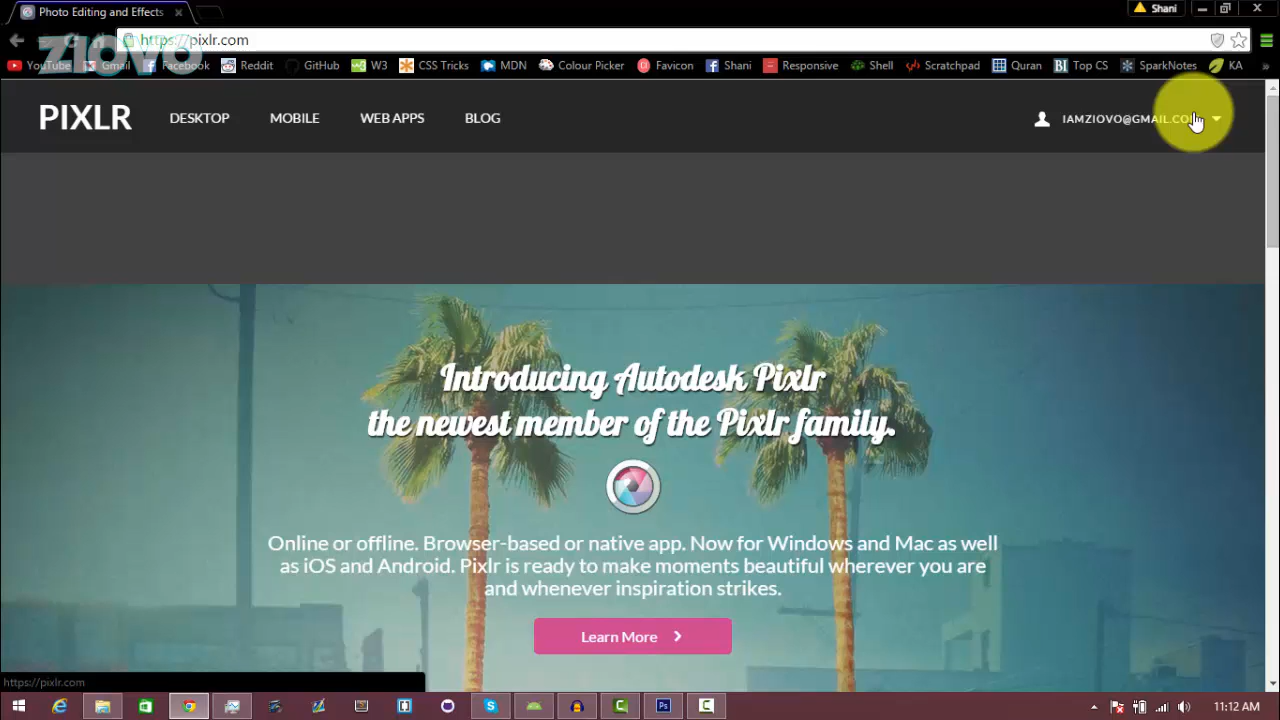 Photo Editing and Effects
Shani
https://pixlr.com
ZIOVO
YouTube Gmail Facebook Reddit GitHub W3 CSS Tricks MDN Colour Picker Favicon Shani Responsive Shell Scratchpad Quran Top CS SparkNotes KA »
PIXLR DESKTOP MOBILE WEB APPS BLOG
Introducing Autodesk Pixlr
the newest member of the Pixlr family.
Online or offline. Browser-based or native app. Now for Windows and Mac as well
as iOS and Android. Pixlr is ready to make moments beautiful wherever you are
and whenever inspiration strikes.
Learn More
https://pixlr.com
11:12 AM